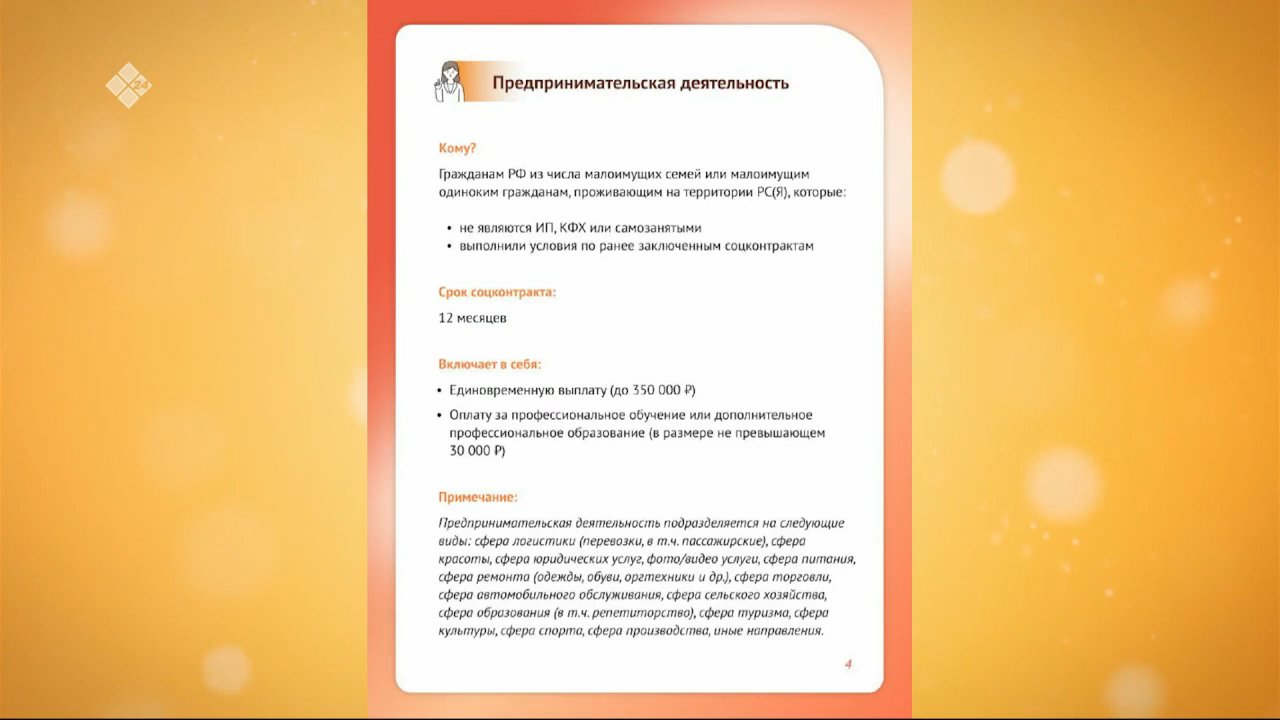 Я24
Предпринимательская деятельность
Кому?
Гражданам РФ из числа малоимущих семей или малоимущим
одиноким гражданам, проживающим на территории РС(Я), которые:
• не являются ИП, КФХ или самозанятыми
• выполнили условия по ранее заключенным соцконтрактам
Срок соцконтракта:
12 месяцев
Включает в себя:
• Единовременную выплату (до 350 000 ₽)
• Оплату за профессиональное обучение или дополнительное
профессиональное образование (в размере не превышающем
30 000 ₽)
Примечание:
Предпринимательская деятельность подразделяется на следующие
виды: сфера логистики (перевозки, в т.ч. пассажирские), сфера
красоты, сфера юридических услуг, фото/видео услуги, сфера питания,
сфера ремонта (одежды, обуви, оргтехники и др.), сфера торговли,
сфера автомобильного обслуживания, сфера сельского хозяйства,
сфера образования (в т.ч. репетиторство), сфера туризма, сфера
культуры, сфера спорта, сфера производства, иные направления.
4